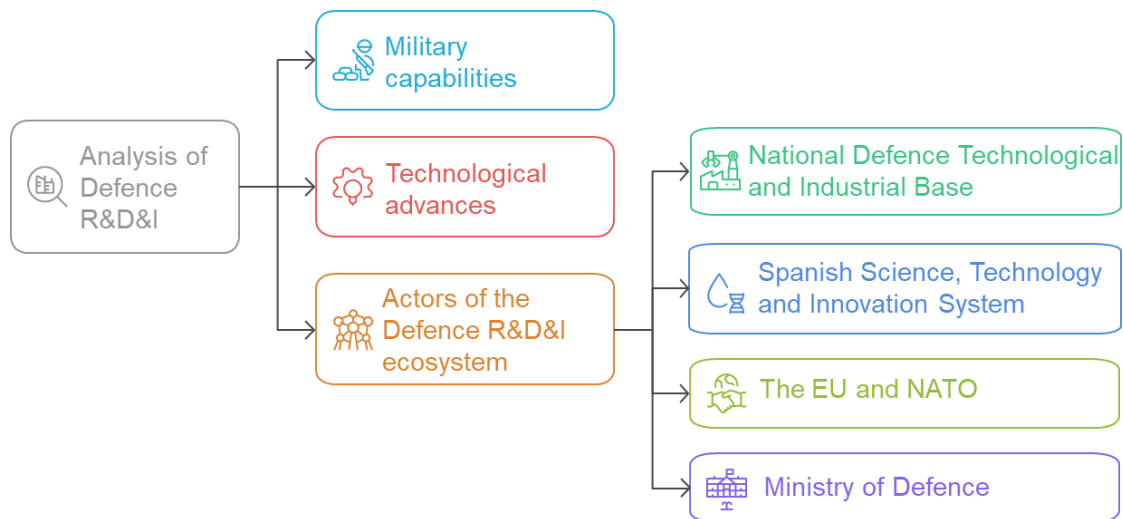 Analysis of
Defence
R&D&I
Military
capabilities
Technological
advances
Actors of the
Defence R&D&I
ecosystem
National Defence Technological
and Industrial Base
Spanish Science, Technology
and Innovation System
The EU and NATO
Ministry of Defence